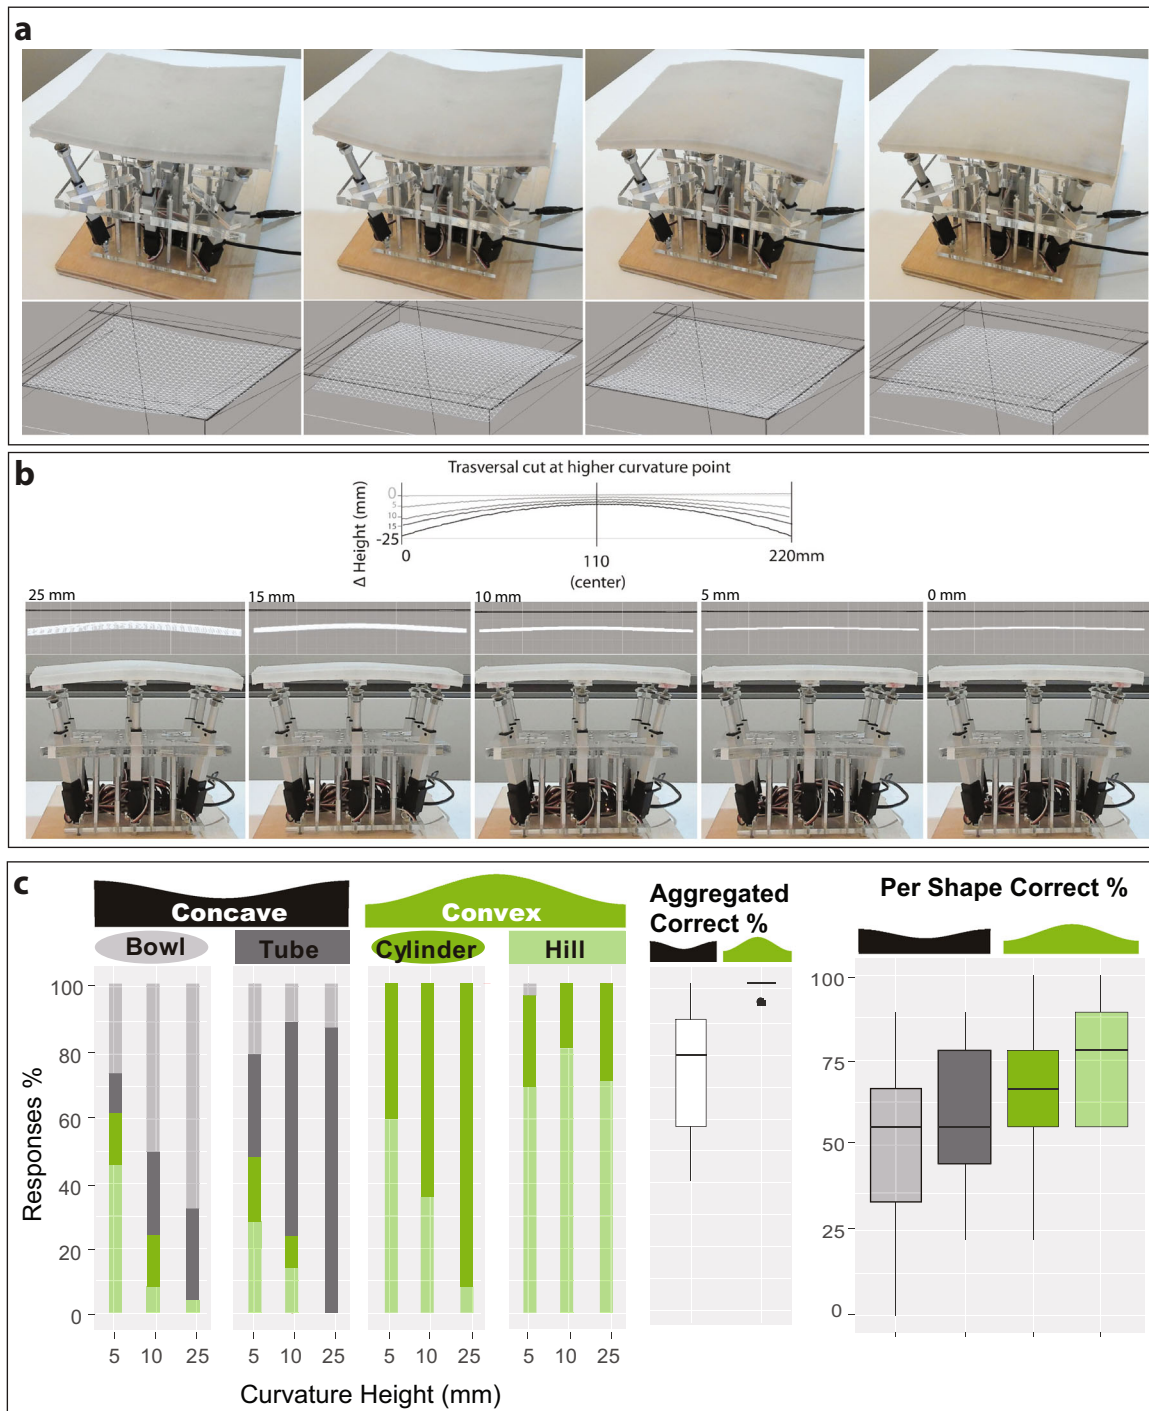 a
b
Trasversal cut at higher curvature point
Δ Height (mm)
0
5
10
15
-25
0
110
220mm
(center)
25 mm
15 mm
10 mm
5 mm
0 mm
c
Concave
Convex
Bowl
Tube
Cylinder
Hill
Aggregated
Correct %
Per Shape Correct %
Responses %
100
80
60
40
20
0
5 10 25
5 10 25
5 10 25
5 10 25
Curvature Height (mm)
100
75
50
25
0